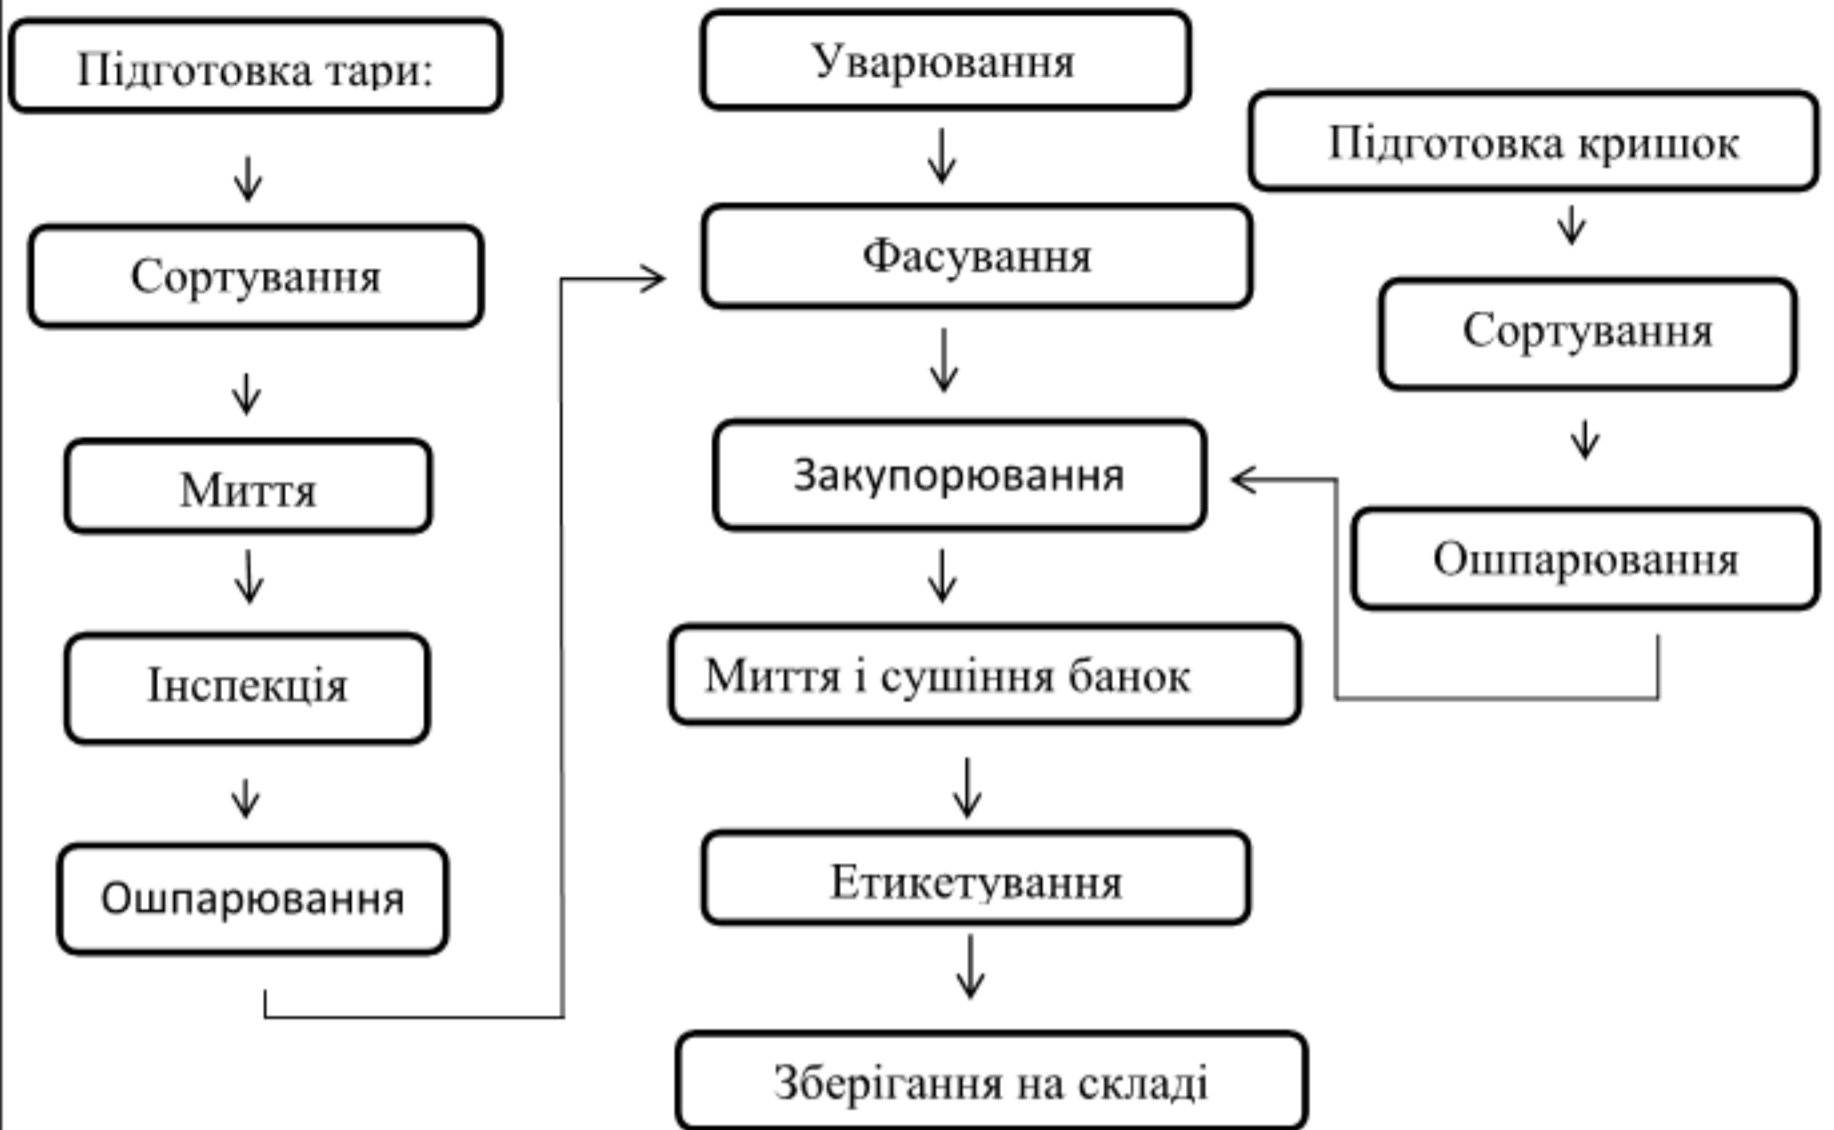 Підготовка тари:
Сортування
Миття
Інспекція
Ошпарювання
Уварювання
Фасування
Закупорювання
Миття і сушіння банок
Етикетування
Зберігання на складі
Підготовка кришок
Сортування
Ошпарювання